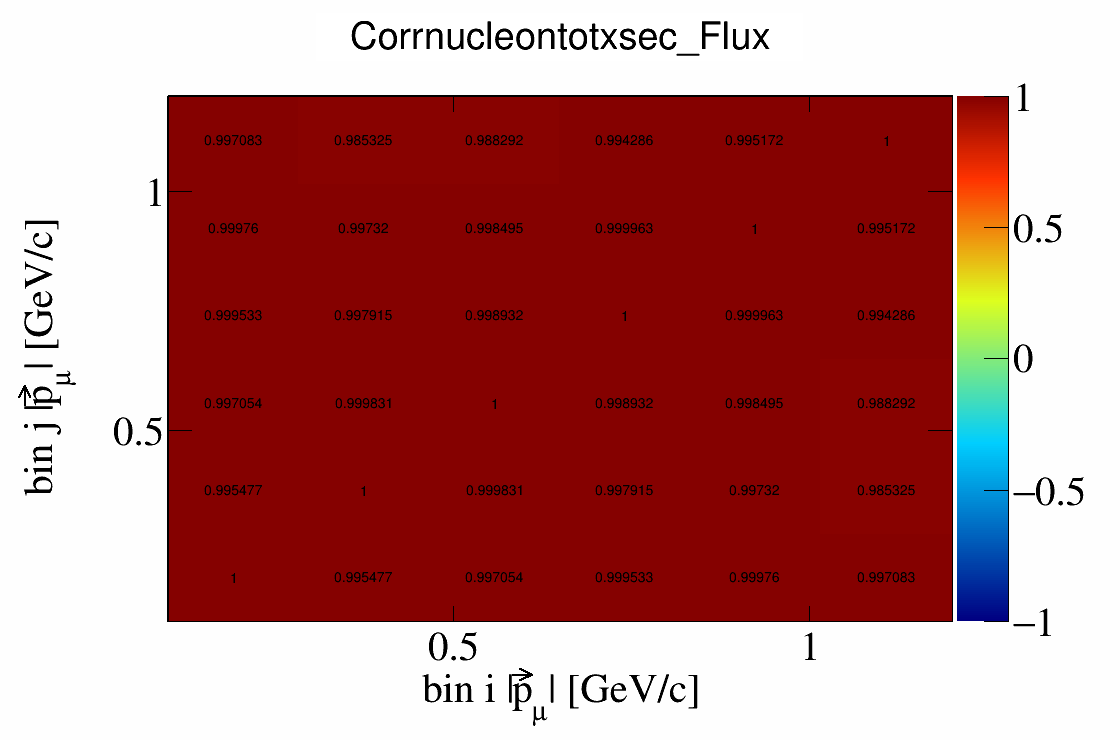 Corrnucleontotxsec_Flux
0.997083 0.985325 0.988292 0.994286 0.995172 1
0.99976 0.99732 0.998495 0.999963 1 0.995172
0.999533 0.997915 0.998932 1 0.999963 0.994286
0.997054 0.999831 1 0.998932 0.998495 0.988292
0.995477 1 0.999831 0.997915 0.99732 0.985325
1 0.995477 0.997054 0.999533 0.99976 0.997083
1
0.5
bin j |p⃗μ| [GeV/c]
0.5 1
bin i |p⃗μ| [GeV/c]
1
0.5
0
−0.5
−1